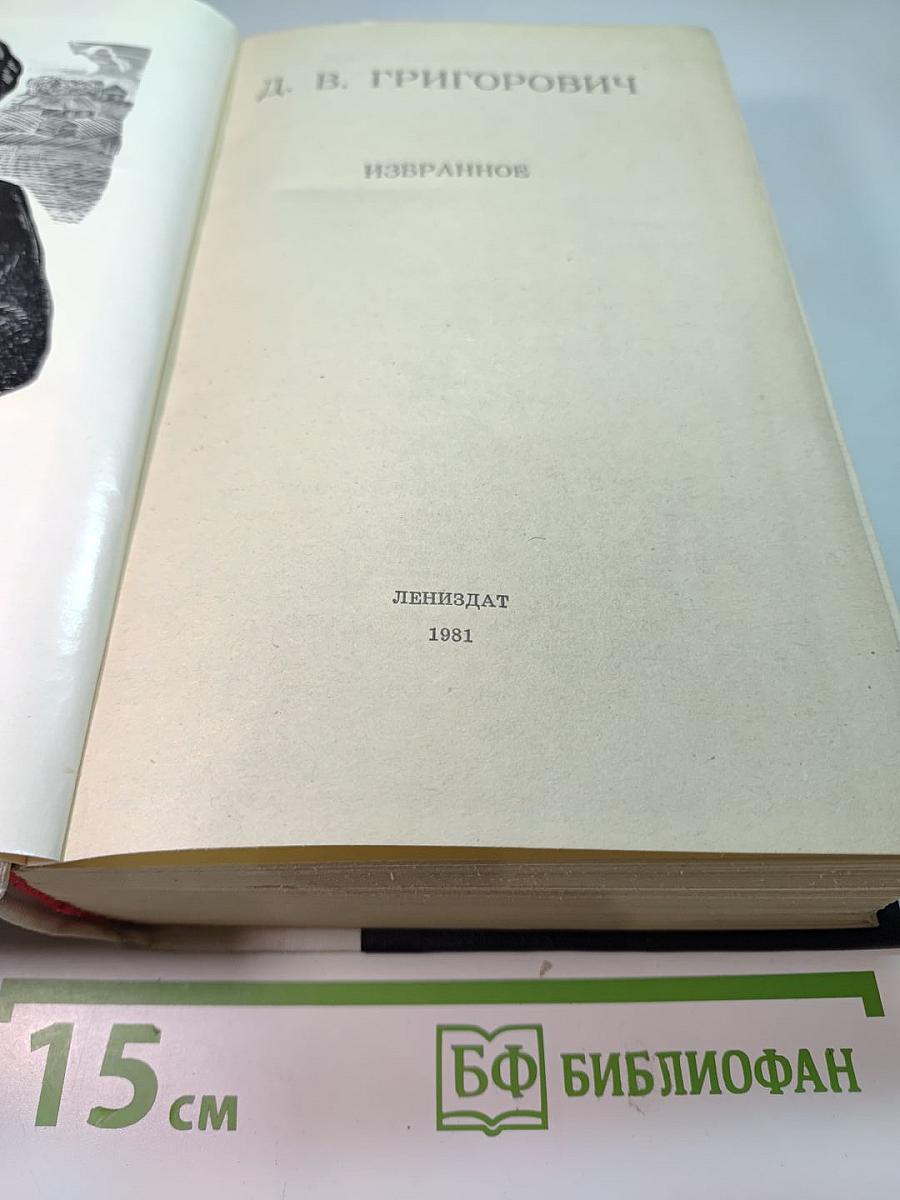 Д. В. ГРИГОРОВИЧ
ИЗБРАННОЕ
ЛЕНИЗДАТ
1981
15 см
БФ БИБЛИОФАН